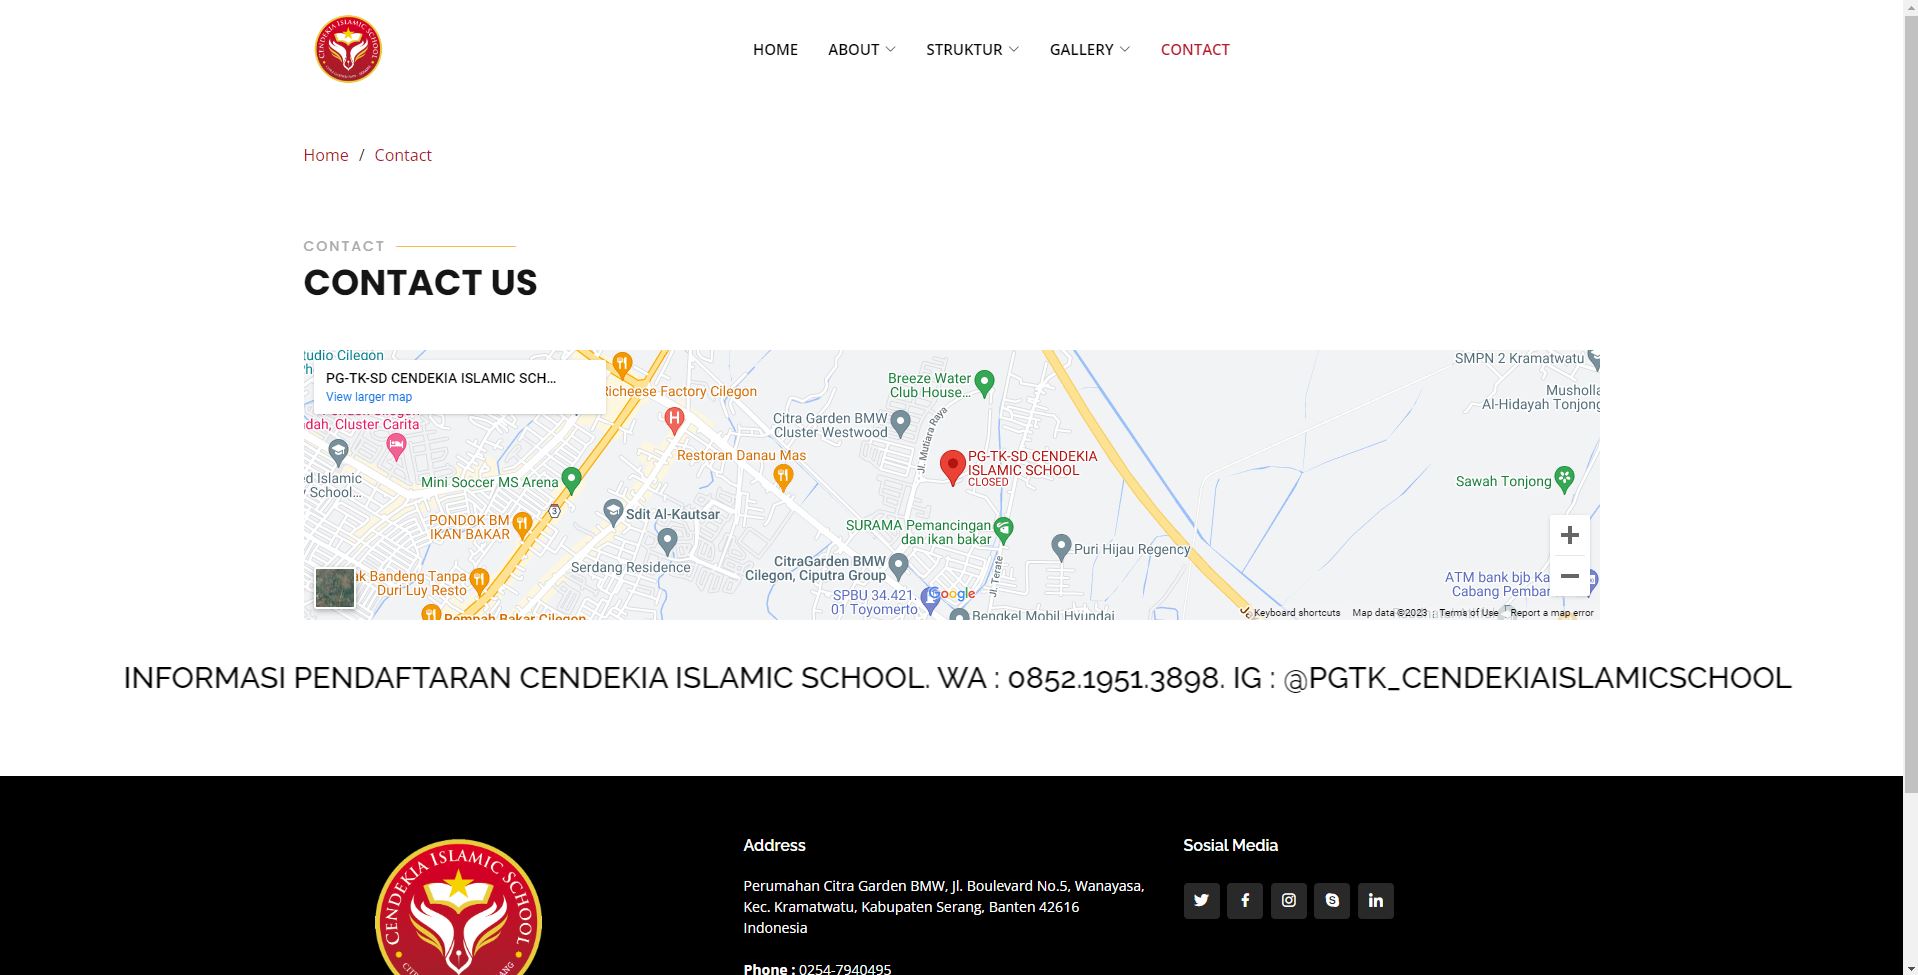 CENDEKIA ISLAMIC SCHOOL
HOME ABOUT STRUKTUR GALLERY CONTACT
Home / Contact
CONTACT
CONTACT US
PG-TK-SD CENDEKIA ISLAMIC SCH...
View larger map
Richeese Factory Cilegon
Breeze Water
Club House...
SMPN 2 Kramatwatu
Musholla
Al-Hidayah Tonjong
Cluster Carita
Citra Garden BMW
Cluster Westwood
Jl. Mutiara Raya
Restoran Danau Mas
PG-TK-SD CENDEKIA
ISLAMIC SCHOOL
CLOSED
Islamic
School...
Mini Soccer MS Arena
Sawah Tonjong
3
PONDOK BM
IKAN BAKAR
Sdit Al-Kautsar
SURAMA Pemancingan
dan ikan bakar
Puri Hijau Regency
Serdang Residence
CitraGarden BMW
Cilegon, Ciputra Group
Jl. Terate
Bandeng Tanpa
Duri Luy Resto
SPBU 34.421.
01 Toyomerto
Google
ATM bank bjb
Cabang
Bakar Cilegon
Bengkel Mobil Hyundai
Keyboard shortcuts Map data ©2023 Terms of Use Report a map error
INFORMASI PENDAFTARAN CENDEKIA ISLAMIC SCHOOL. WA : 0852.1951.3898. IG : @PGTK_CENDEKIAISLAMICSCHOOL
CENDEKIA ISLAMIC SCHOOL
Address
Perumahan Citra Garden BMW, Jl. Boulevard No.5, Wanayasa,
Kec. Kramatwatu, Kabupaten Serang, Banten 42616
Indonesia
Phone : 0254-7940495
Sosial Media